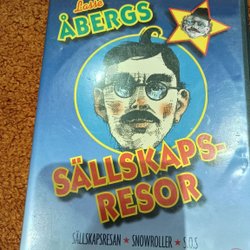 Lasse
ÅBERGS
SÄLLSKAPS-
RESOR
SÄLLSKAPSRESAN ★ SNOWROLLER ★ S.O.S